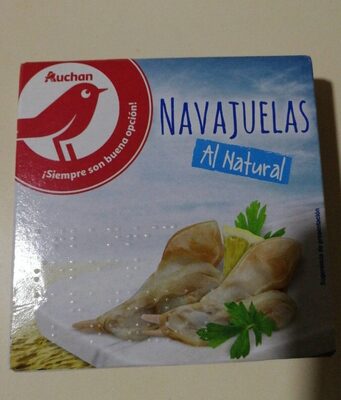 Auchan
¡Siempre son buena opción!
NAVAJUELAS
Al Natural
Sugerencia de presentación